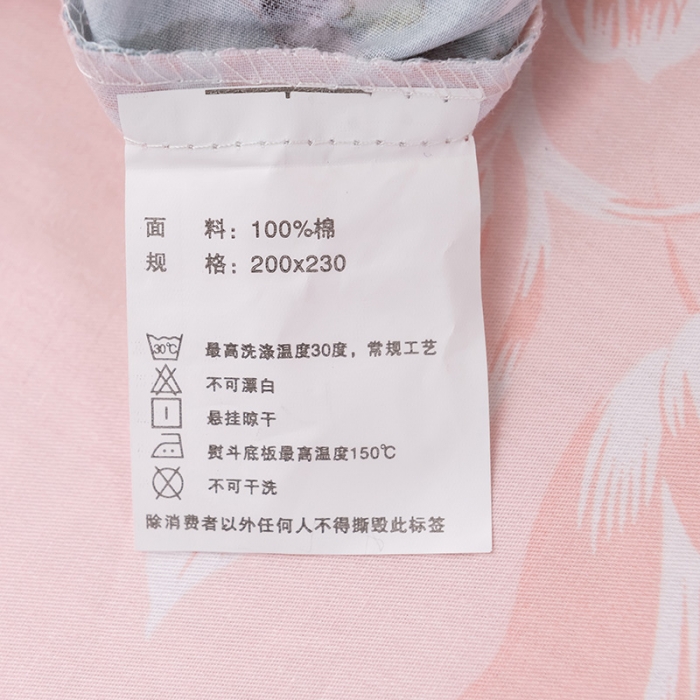 面 料：100%棉
规 格：200x230
30℃ 最高洗涤温度30度，常规工艺
不可漂白
悬挂晾干
熨斗底板最高温度150℃
不可干洗
除消费者以外任何人不得撕毁此标签